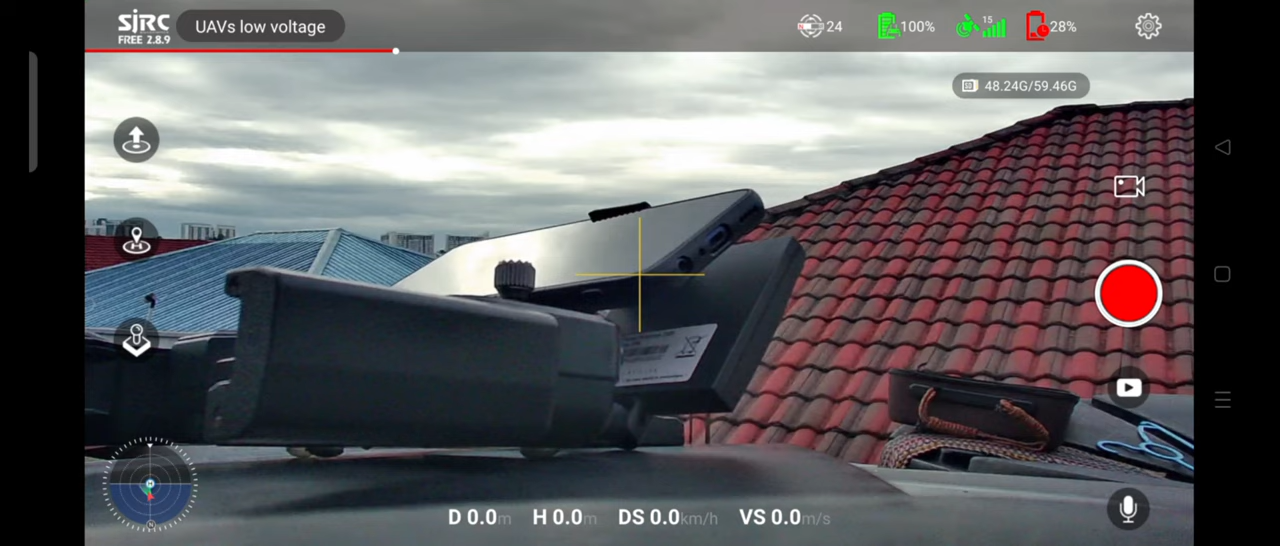 SJRC
FREE 2.8.9
UAVs low voltage
24
100%
15
28%
48.24G/59.46G
H
H
N
D 0.0m H 0.0m DS 0.0km/h VS 0.0m/s